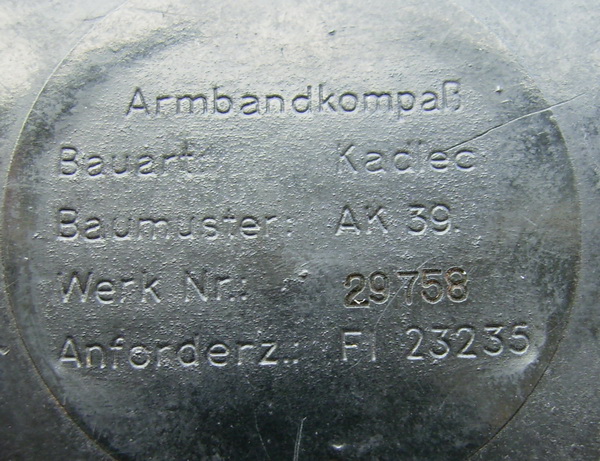 Armbandkompaß
Bauart: Kadlec
Baumuster: AK 39.
Werk Nr.: 29758
Anforderz.: Fl 23235